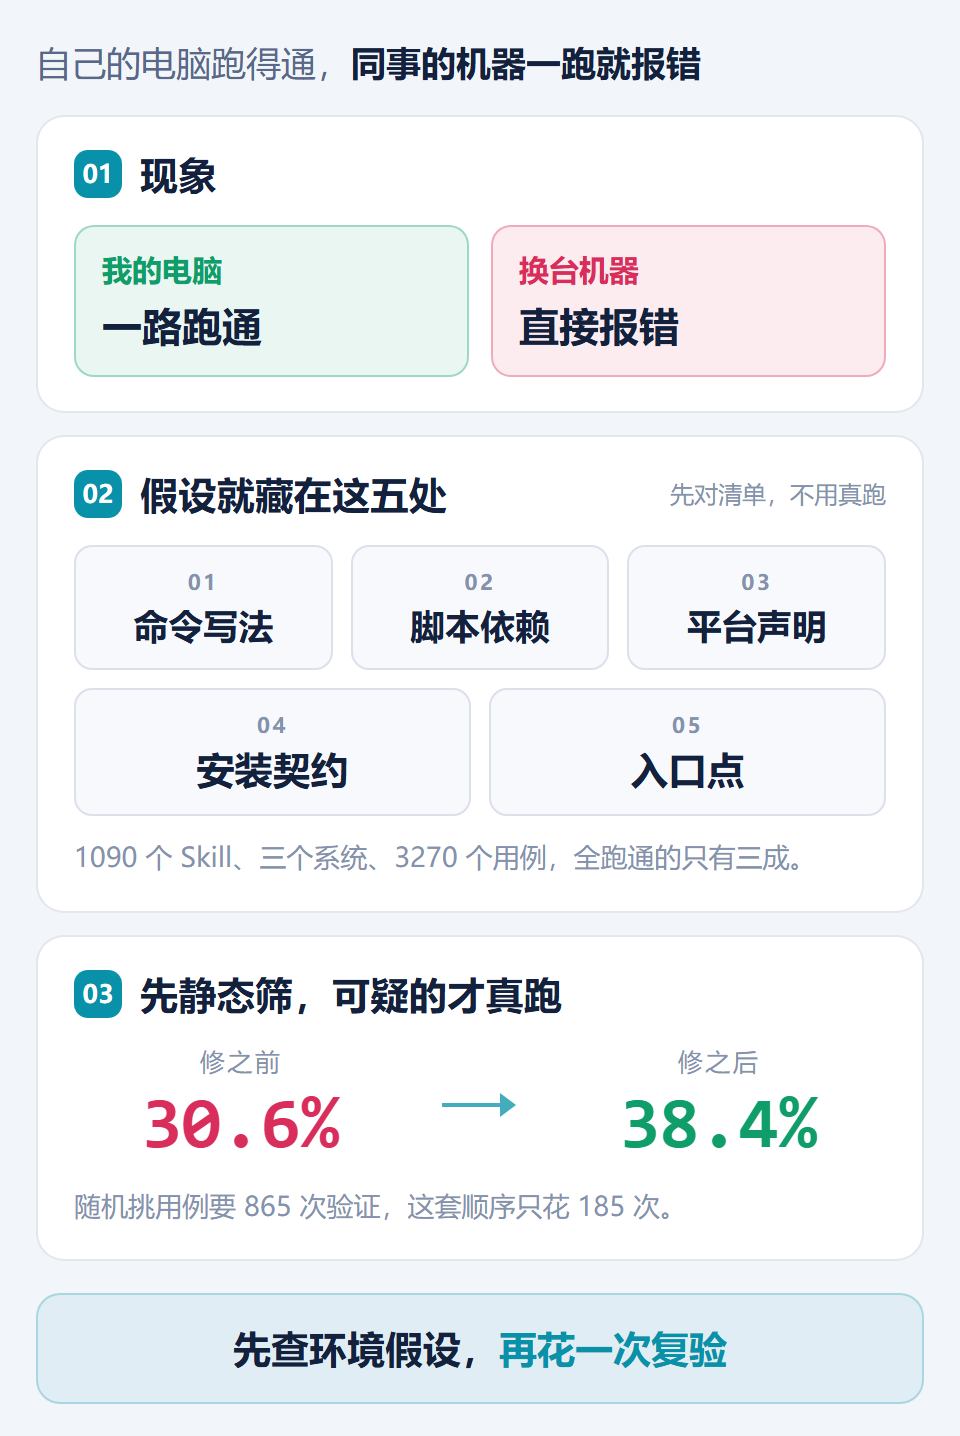 自己的电脑跑得通，同事的机器一跑就报错
01 现象
我的电脑
一路跑通
换台机器
直接报错
02 假设就藏在这五处
先对清单，不用真跑
01
命令写法
02
脚本依赖
03
平台声明
04
安装契约
05
入口点
1090 个 Skill、三个系统、3270 个用例，全跑通的只有三成。
03 先静态筛，可疑的才真跑
修之前
30.6%
修之后
38.4%
随机挑用例要 865 次验证，这套顺序只花 185 次。
先查环境假设，再花一次复验